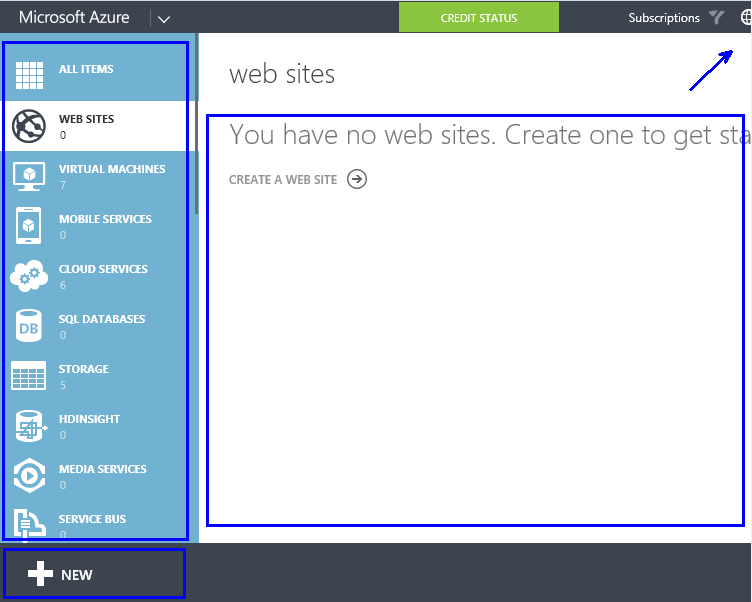 Microsoft Azure
CREDIT STATUS
Subscriptions
ALL ITEMS
WEB SITES
0
VIRTUAL MACHINES
7
MOBILE SERVICES
0
CLOUD SERVICES
6
SQL DATABASES
0
DB
STORAGE
5
HDINSIGHT
0
MEDIA SERVICES
0
SERVICE BUS
0
web sites
You have no web sites. Create one to get sta
CREATE A WEB SITE
NEW